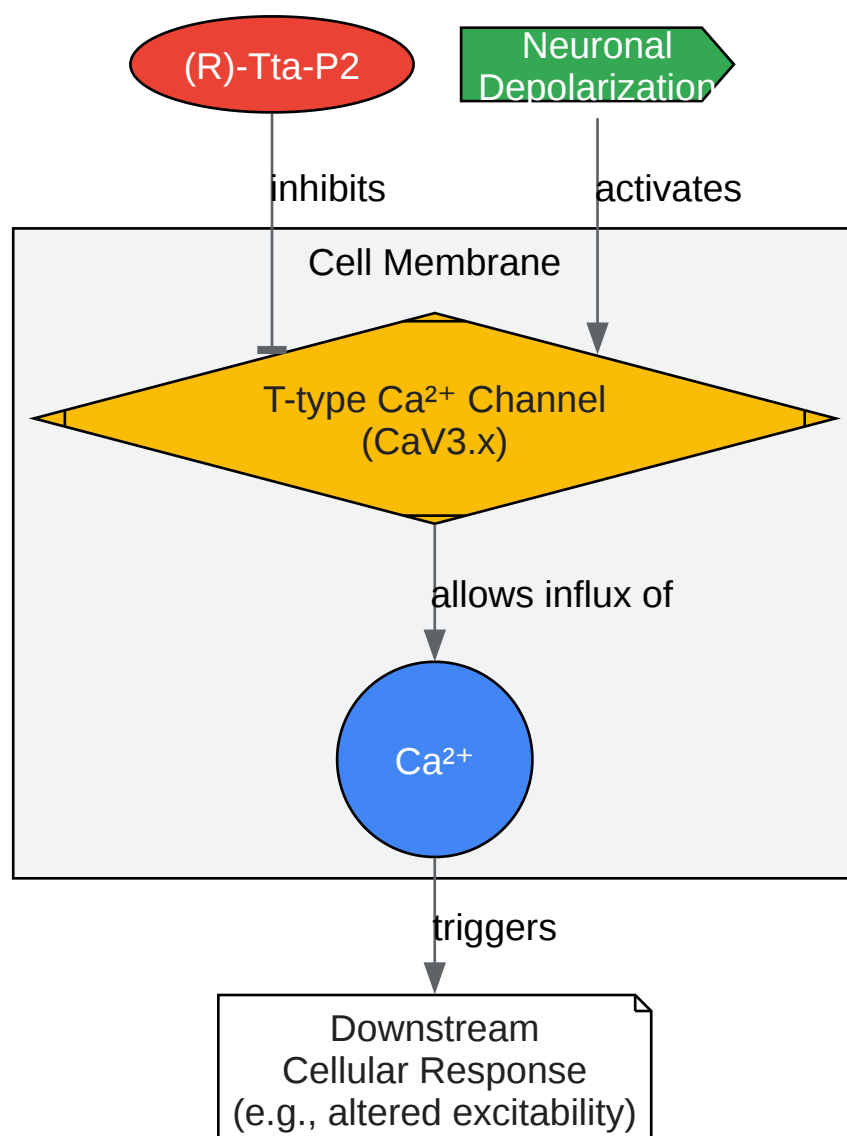 (R)-Tta-P2
Neuronal
Depolarization
inhibits
activates
Cell Membrane
T-type Ca²⁺ Channel
(CaV3.x)
allows influx of
Ca²⁺
triggers
Downstream
Cellular Response
(e.g., altered excitability)